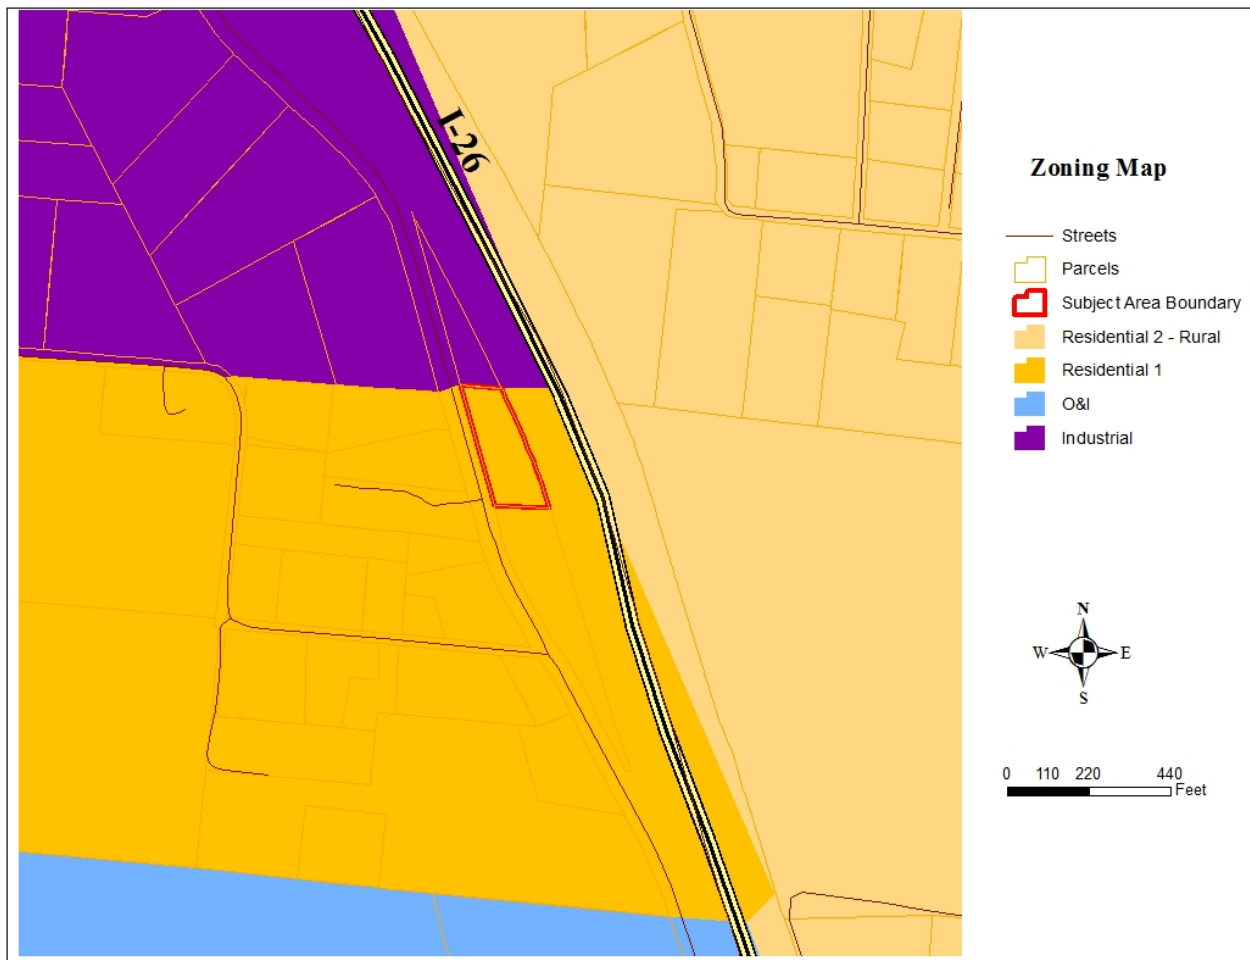 I-26
Zoning Map
Streets
Parcels
Subject Area Boundary
Residential 2 - Rural
Residential 1
O&I
Industrial
N
W E
S
0 110 220 440
Feet